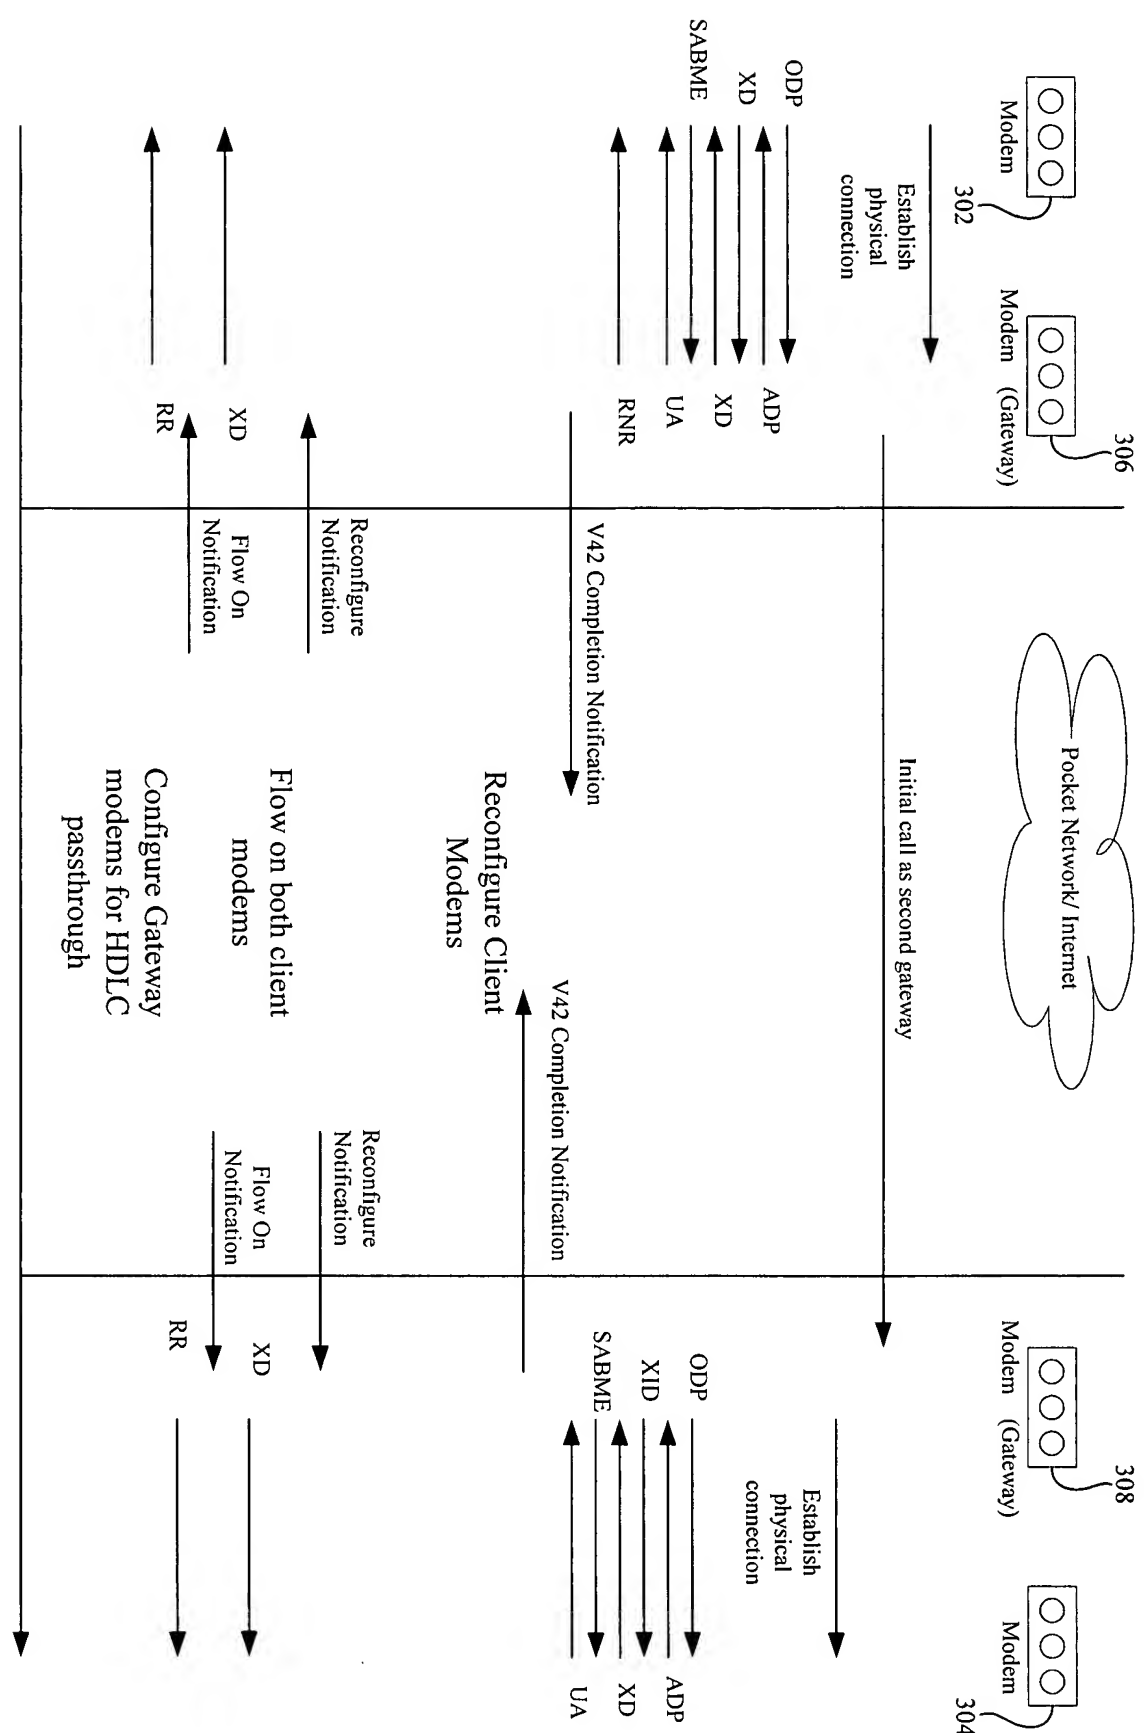 302
Modem
306
Modem (Gateway)
Pocket Network/ Internet
308
Modem (Gateway)
304
Modem
Establish
physical
connection
Initial call as second gateway
Establish
physical
connection
ODP
ADP
XD
XD
SABME
UA
RNR
ODP
ADP
XID
XD
SABME
UA
V42 Completion Notification
V42 Completion Notification
Reconfigure Client
Modems
Reconfigure
Notification
Reconfigure
Notification
Flow on both client
modems
XD
Flow On
Notification
RR
Flow On
Notification
XD
RR
Configure Gateway
modems for HDLC
passthrough